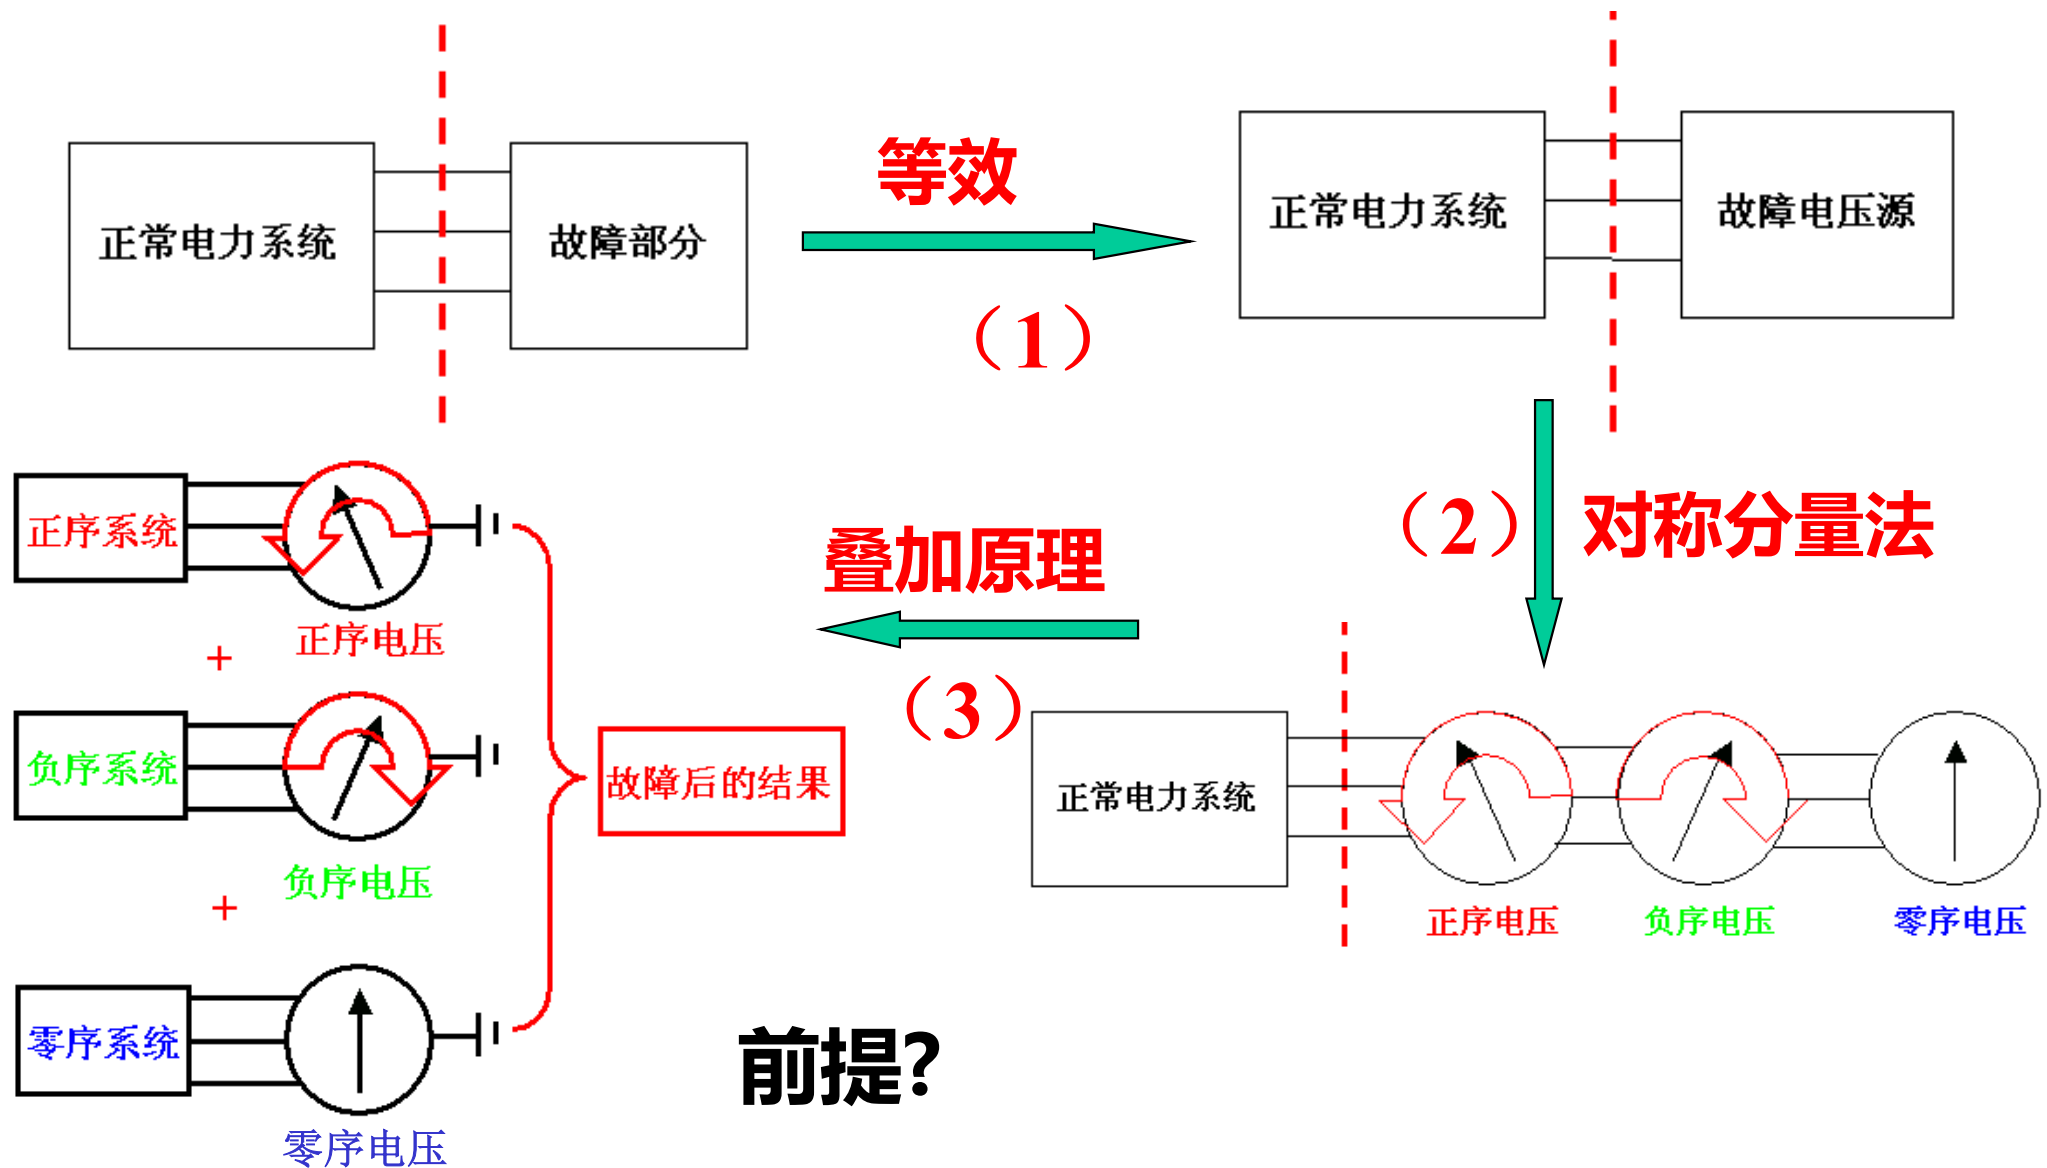 正常电力系统
故障部分
等效
(1)
正常电力系统
故障电压源
(2)
对称分量法
正常电力系统
正序电压
负序电压
零序电压
叠加原理
(3)
正序系统
正序电压
+
负序系统
负序电压
+
零序系统
零序电压
故障后的结果
前提?